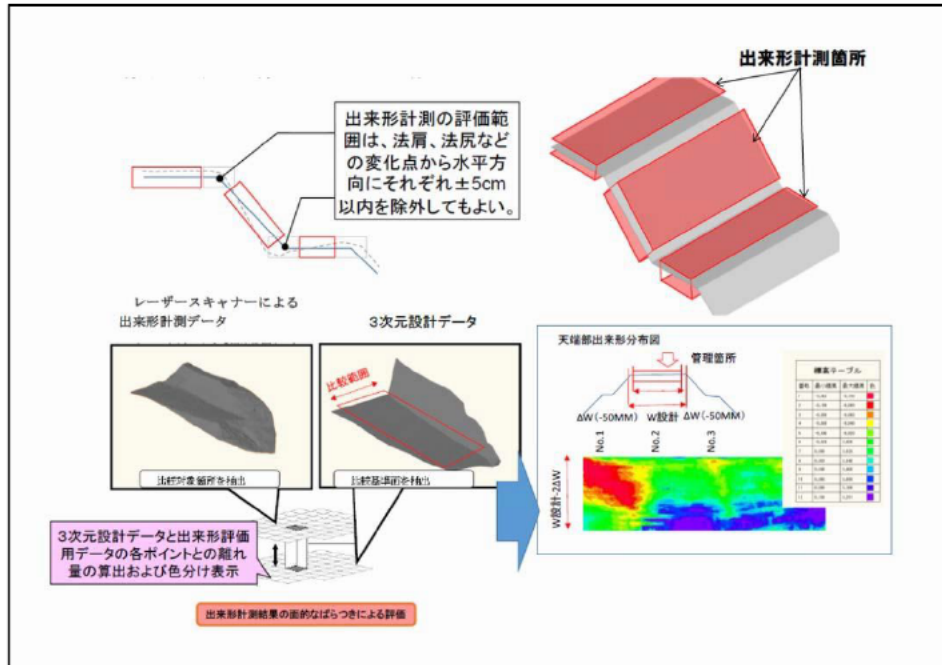 出来形計測箇所
出来形計測の評価範
囲は、法肩、法尻など
の変化点から水平方
向にそれぞれ±5cm
以内を除外してもよい。
レーザースキャナーによる
出来形計測データ
3次元設計データ
比較範囲
比較対象箇所を抽出
比較基準面を抽出
3次元設計データと出来形評価
用データの各ポイントとの離れ
量の算出および色分け表示
出来形計測結果の面的なばらつきによる評価
天端部出来形分布図
管理箇所
ΔW(-50MM)
W設計
ΔW(-50MM)
No.1
No.2
No.3
W設計-2ΔW
標高テーブル